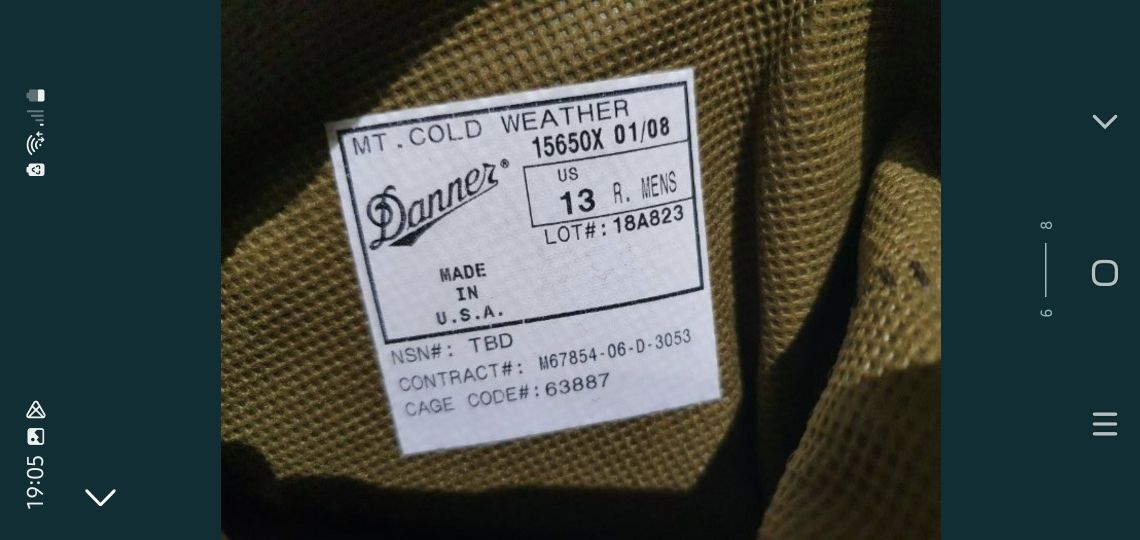 MT. COLD WEATHER
15650X 01/08
Danner®
US
13 R. MENS
LOT#: 18A823
MADE
IN
U.S.A.
NSN#: TBD
CONTRACT#: M67854-06-D-3053
CAGE CODE#: 63887
19:05
6
8